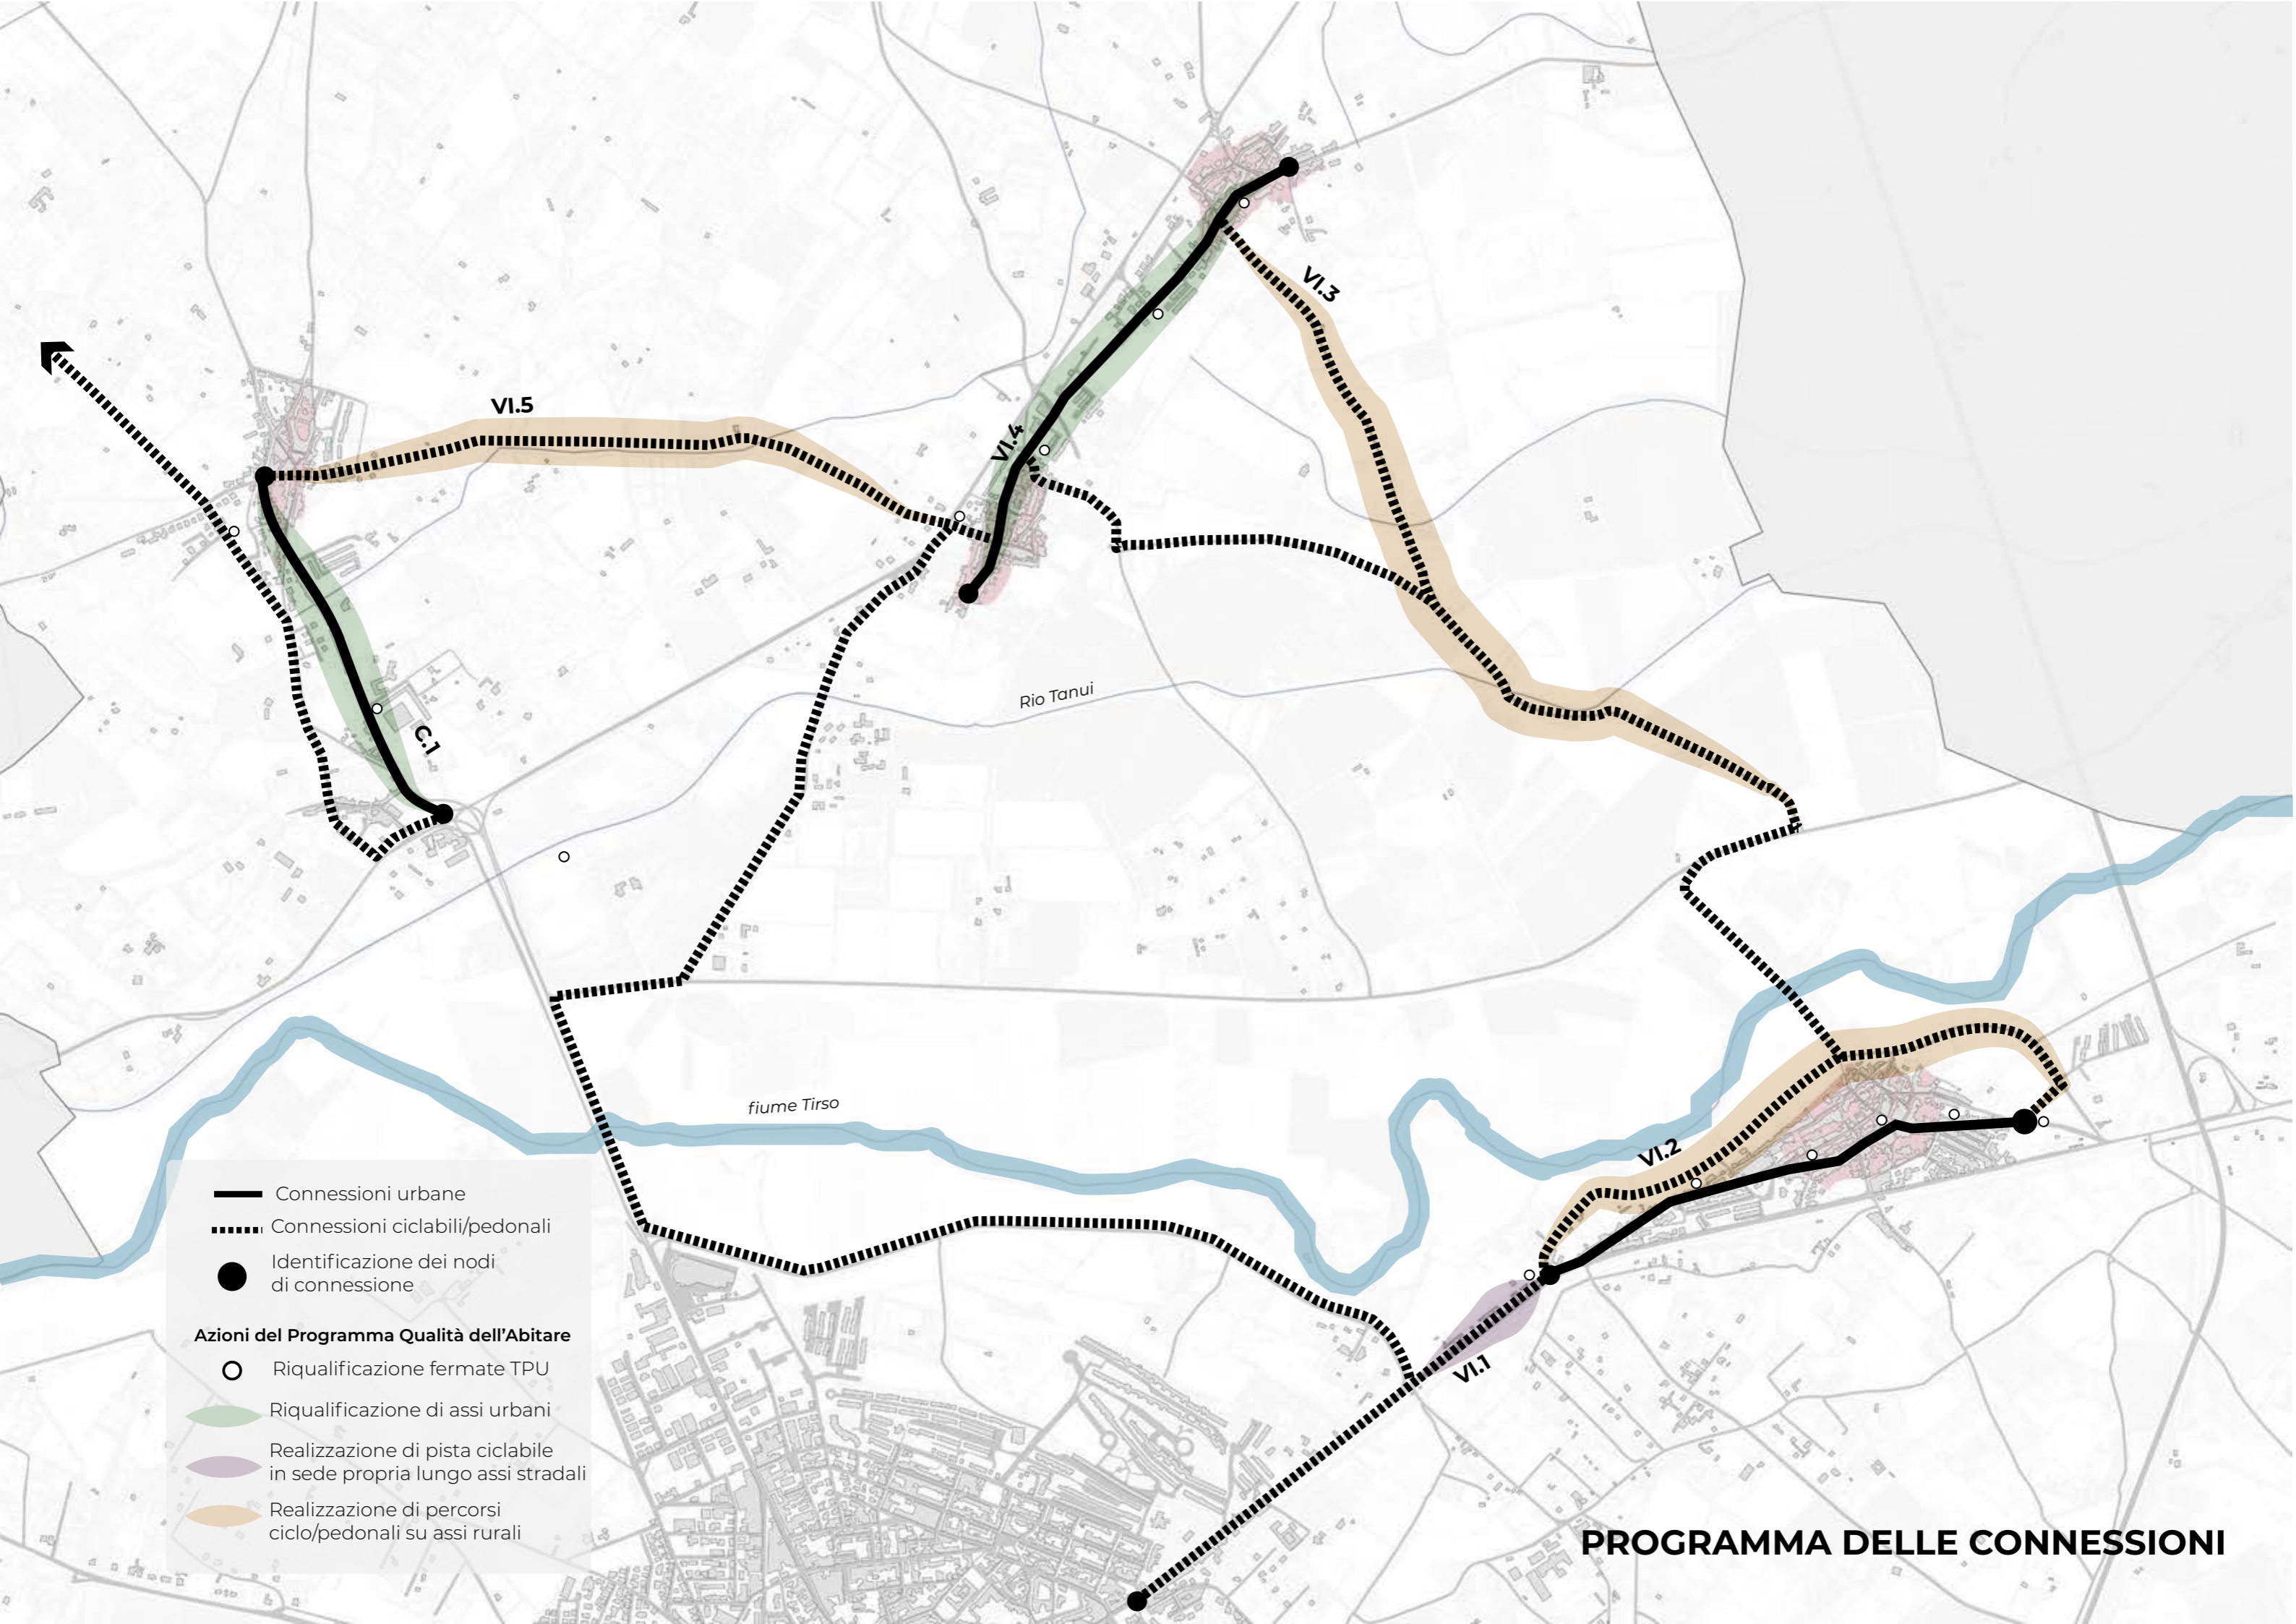 VI.3
VI.5
VI.4
Rio Tanui
C.1
fiume Tirso
VI.2
VI.1
Connessioni urbane
Connessioni ciclabili/pedonali
Identificazione dei nodi
di connessione
Azioni del Programma Qualità dell'Abitare
Riqualificazione fermate TPU
Riqualificazione di assi urbani
Realizzazione di pista ciclabile
in sede propria lungo assi stradali
Realizzazione di percorsi
ciclo/pedonali su assi rurali
PROGRAMMA DELLE CONNESSIONI